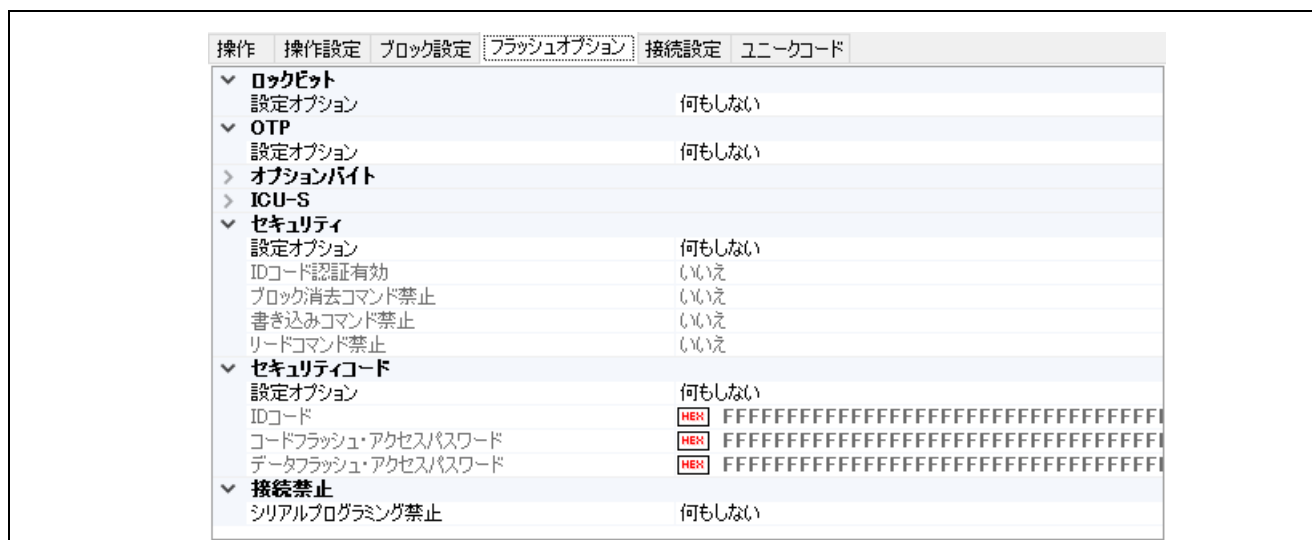 操作 操作設定 ブロック設定 フラッシュオプション 接続設定 ユニークコード
ロックビット
設定オプション 何もしない
OTP
設定オプション 何もしない
オプションバイト
ICU-S
セキュリティ
設定オプション 何もしない
IDコード認証有効 いいえ
ブロック消去コマンド禁止 いいえ
書き込みコマンド禁止 いいえ
リードコマンド禁止 いいえ
セキュリティコード
設定オプション 何もしない
IDコード HEX FFFFFFFFFFFFFFFFFFFFFFFFFFFFFFFFF
コードフラッシュ・アクセスパスワード HEX FFFFFFFFFFFFFFFFFFFFFFFFFFFFFFFFF
データフラッシュ・アクセスパスワード HEX FFFFFFFFFFFFFFFFFFFFFFFFFFFFFFFFF
接続禁止
シリアルプログラミング禁止 何もしない